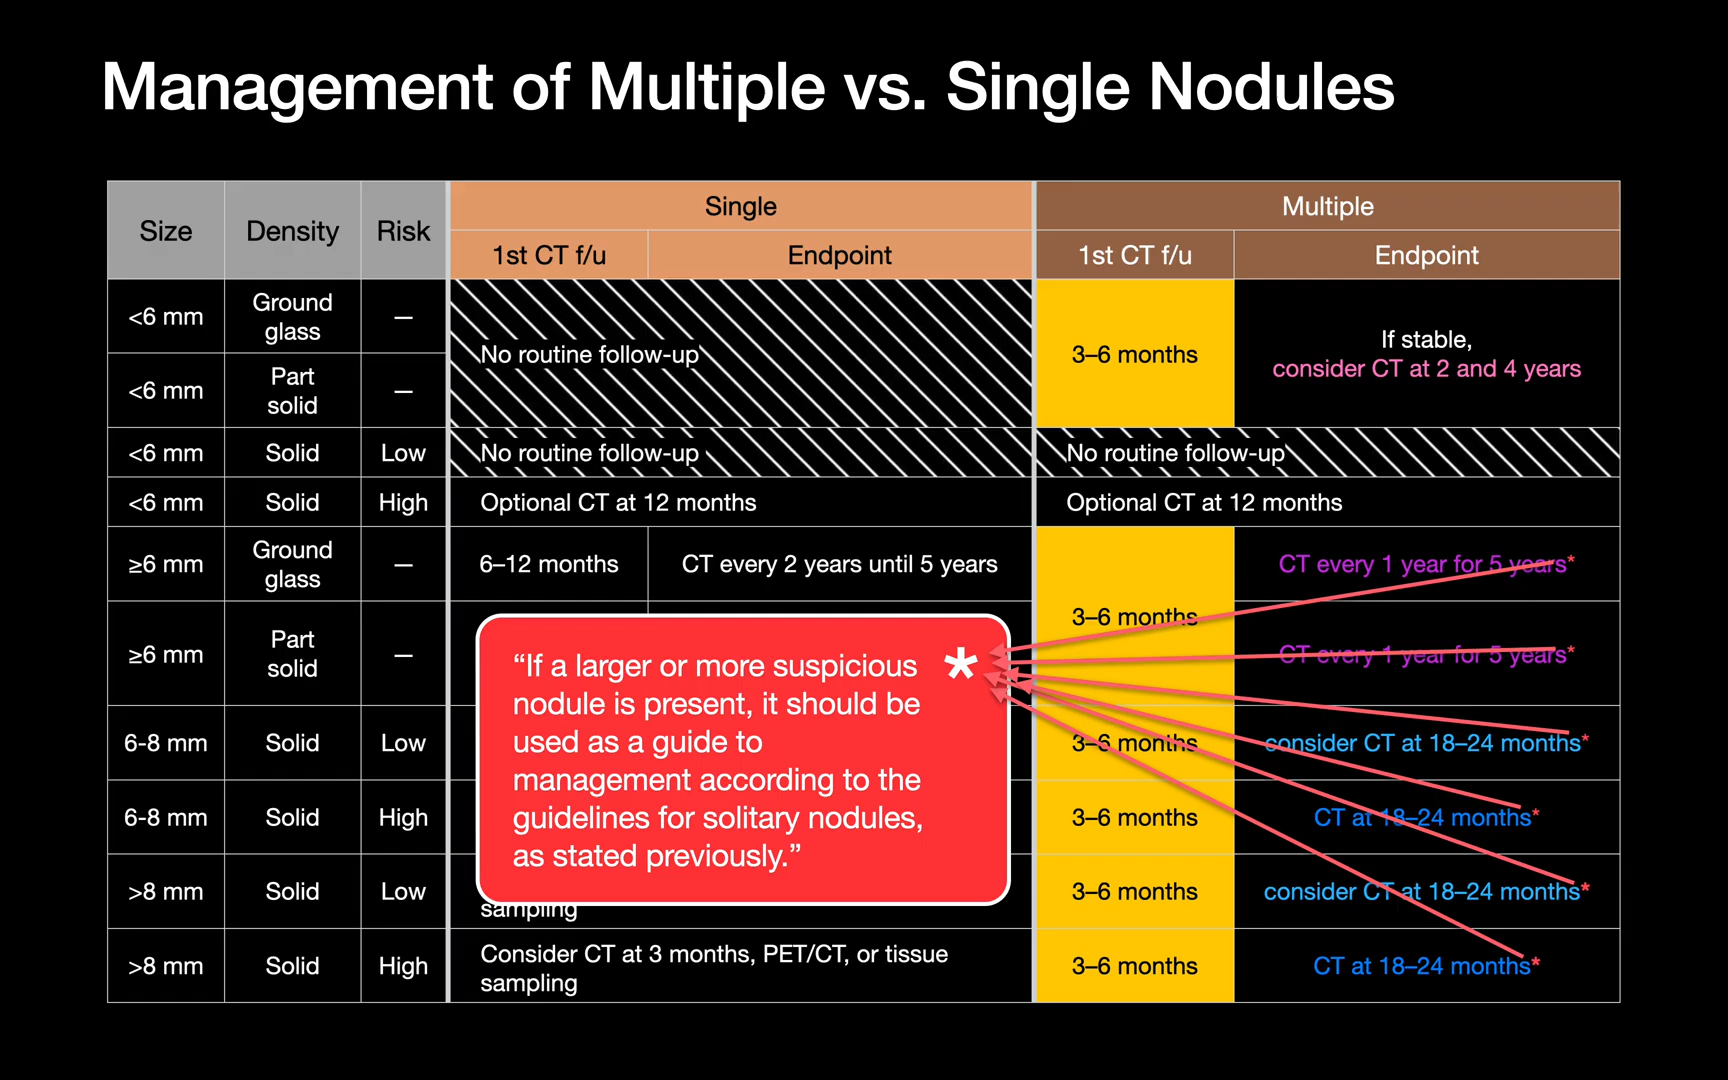 Management of Multiple vs. Single Nodules
Size Density Risk Single Multiple
1st CT f/u Endpoint 1st CT f/u Endpoint
<6 mm Ground glass — No routine follow-up 3–6 months If stable,
consider CT at 2 and 4 years
<6 mm Part solid —
<6 mm Solid Low No routine follow-up No routine follow-up
<6 mm Solid High Optional CT at 12 months Optional CT at 12 months
≥6 mm Ground glass — 6–12 months CT every 2 years until 5 years 3–6 months CT every 1 year for 5 years*
≥6 mm Part solid — CT every 1 year for 5 years*
6-8 mm Solid Low 3–6 months consider CT at 18–24 months*
6-8 mm Solid High 3–6 months CT at 18–24 months*
>8 mm Solid Low sampling 3–6 months consider CT at 18–24 months*
>8 mm Solid High Consider CT at 3 months, PET/CT, or tissue sampling 3–6 months CT at 18–24 months*
“If a larger or more suspicious *
nodule is present, it should be
used as a guide to
management according to the
guidelines for solitary nodules,
as stated previously.”